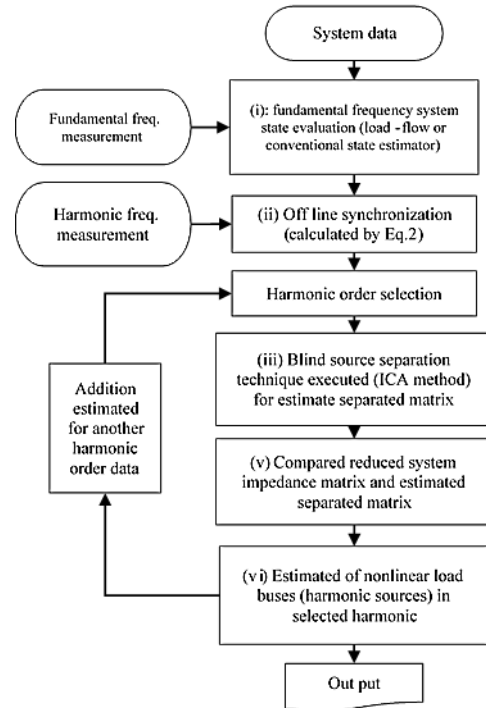 System data
Fundamental freq.
measurement
(i): fundamental frequency system
state evaluation (load - flow or
conventional state estimator)
Harmonic freq.
measurement
(ii) Off line synchronization
(calculated by Eq.2)
Harmonic order selection
Addition
estimated
for another
harmonic
order data
(iii) Blind source separation
technique executed (ICA method)
for estimate separated matrix
(v) Compared reduced system
impedance matrix and estimated
separated matrix
(vi) Estimated of nonlinear load
buses (harmonic sources) in
selected harmonic
Out put